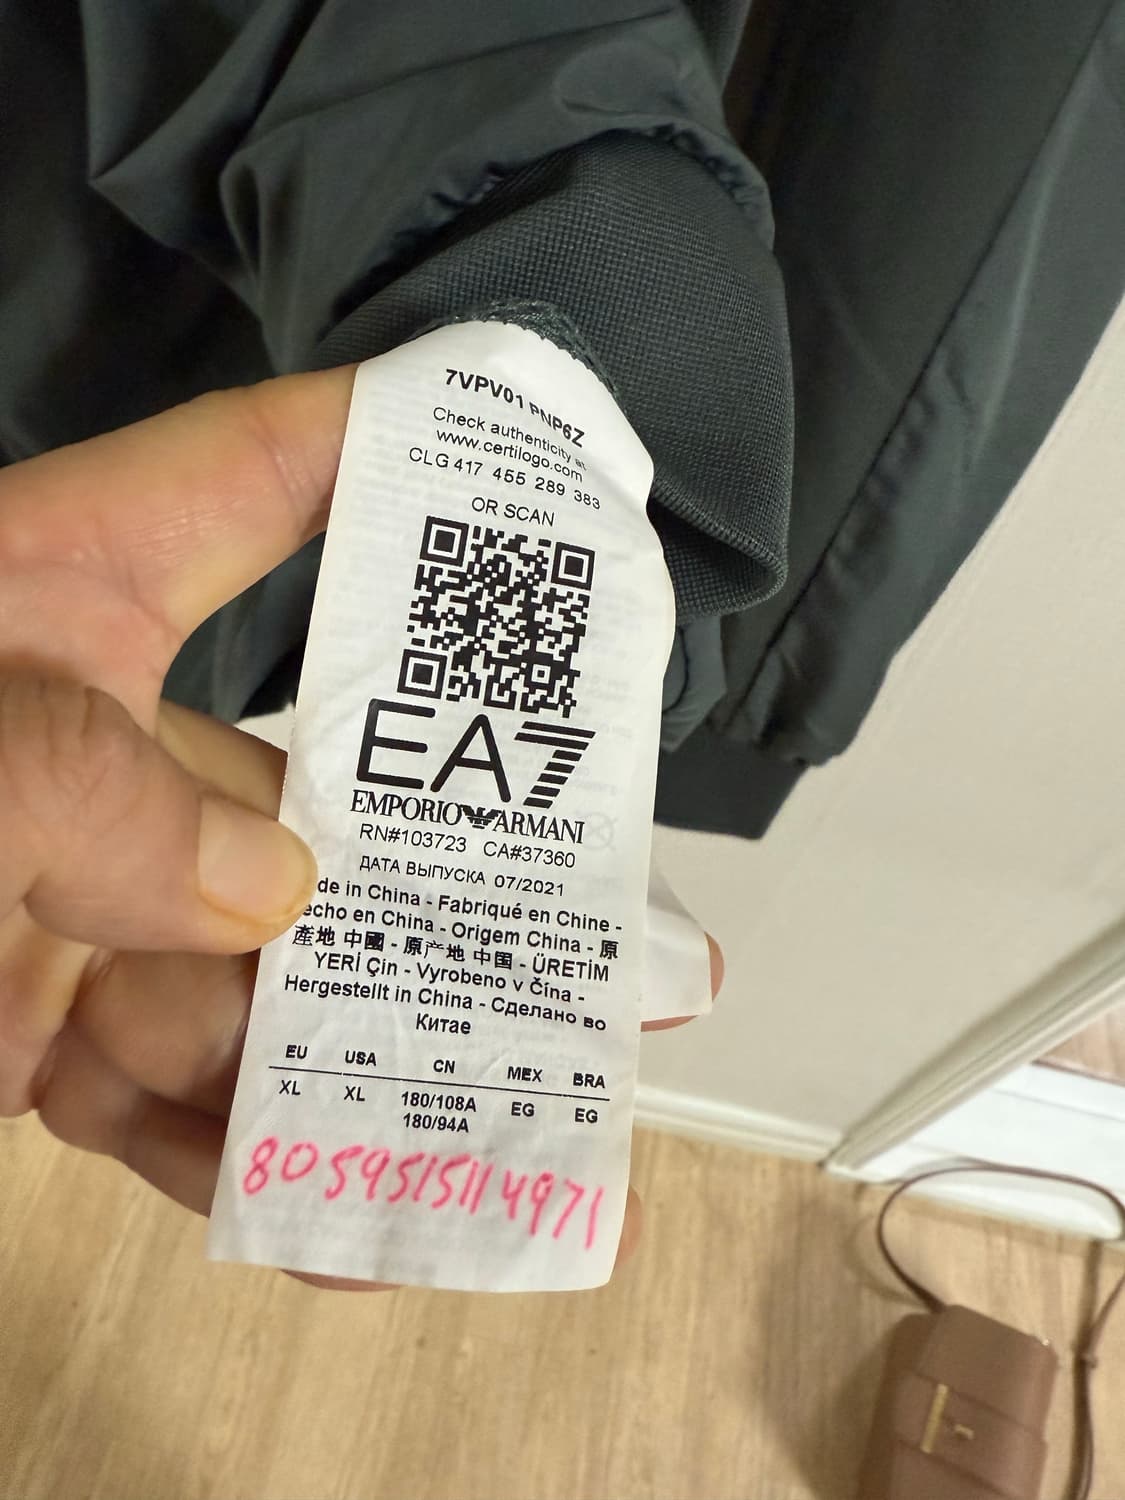 7VPV01 PNP6Z
Check authenticity at
www.certilogo.com
CLG 417 455 289 383
OR SCAN
EA7
EMPORIO ARMANI
RN#103723 CA#37360
ДАТА ВЫПУСКА 07/2021
de in China - Fabriqué en Chine -
echo en China - Origem China - 原
產地 中國 - 原产地 中国 - ÜRETİM
YERİ Çin - Vyrobeno v Čína -
Hergestellt in China - Сделано во
Китае
EU USA CN MEX BRA
XL XL 180/108A EG EG
180/94A
8059515114971